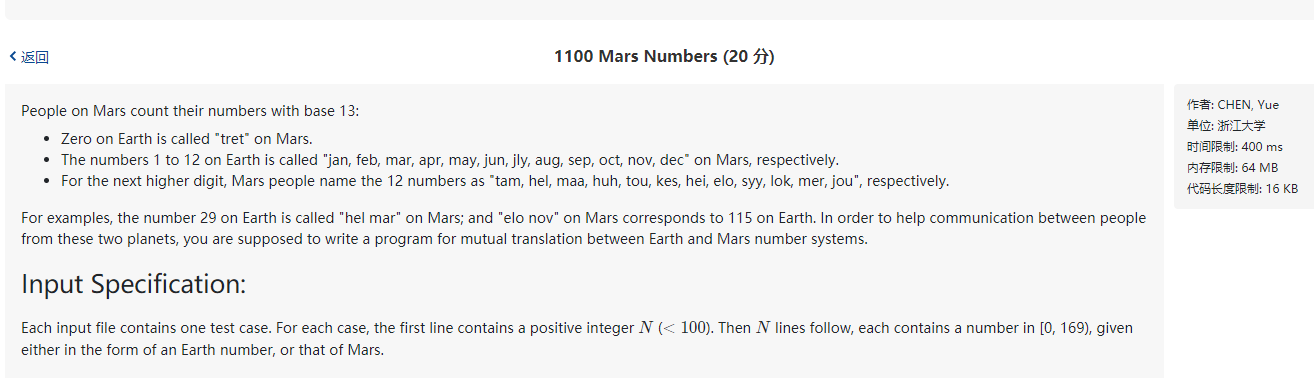 返回
1100 Mars Numbers (20 分)
People on Mars count their numbers with base 13:
• Zero on Earth is called "tret" on Mars.
• The numbers 1 to 12 on Earth is called "jan, feb, mar, apr, may, jun, jly, aug, sep, oct, nov, dec" on Mars, respectively.
• For the next higher digit, Mars people name the 12 numbers as "tam, hel, maa, huh, tou, kes, hei, elo, syy, lok, mer, jou", respectively.
For examples, the number 29 on Earth is called "hel mar" on Mars; and "elo nov" on Mars corresponds to 115 on Earth. In order to help communication between people
from these two planets, you are supposed to write a program for mutual translation between Earth and Mars number systems.
Input Specification:
Each input file contains one test case. For each case, the first line contains a positive integer N (< 100). Then N lines follow, each contains a number in [0, 169), given
either in the form of an Earth number, or that of Mars.
作者: CHEN, Yue
单位: 浙江大学
时间限制: 400 ms
内存限制: 64 MB
代码长度限制: 16 KB